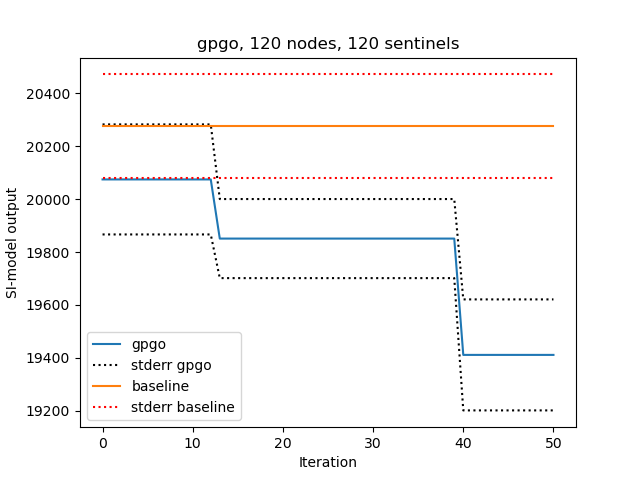 gpgo, 120 nodes, 120 sentinels
20400
20200
20000
19800
19600
19400
19200
SI-model output
gpgo
stderr gpgo
baseline
stderr baseline
0 10 20 30 40 50
Iteration